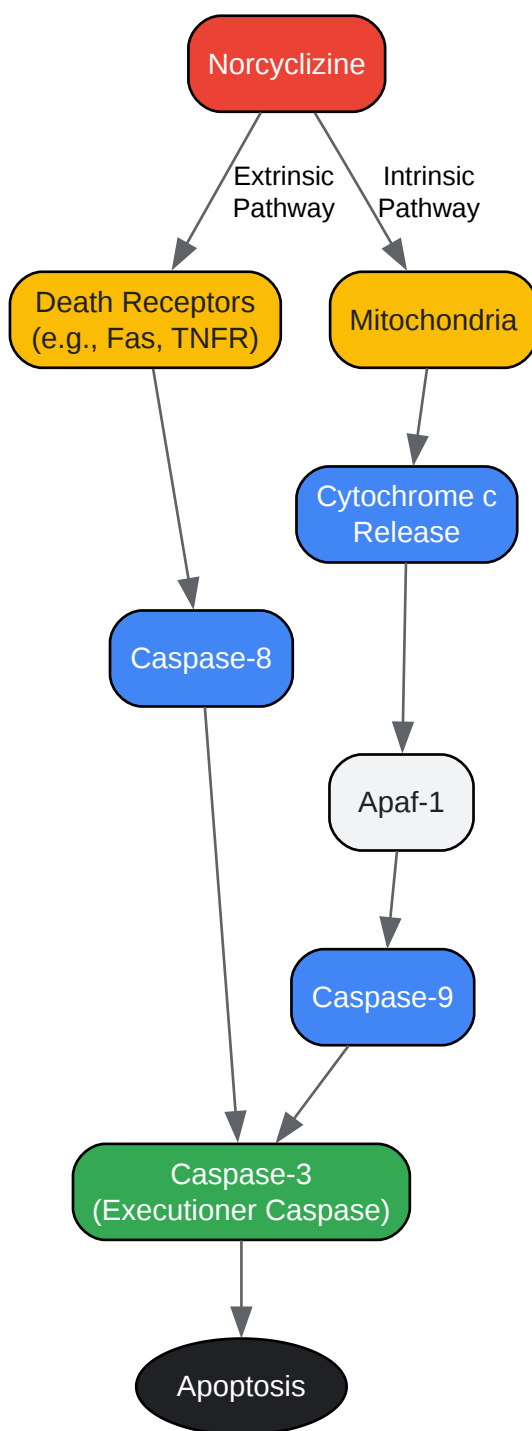 Norcyclizine
Extrinsic
Pathway
Intrinsic
Pathway
Death Receptors
(e.g., Fas, TNFR)
Mitochondria
Cytochrome c
Release
Caspase-8
Apaf-1
Caspase-9
Caspase-3
(Executioner Caspase)
Apoptosis